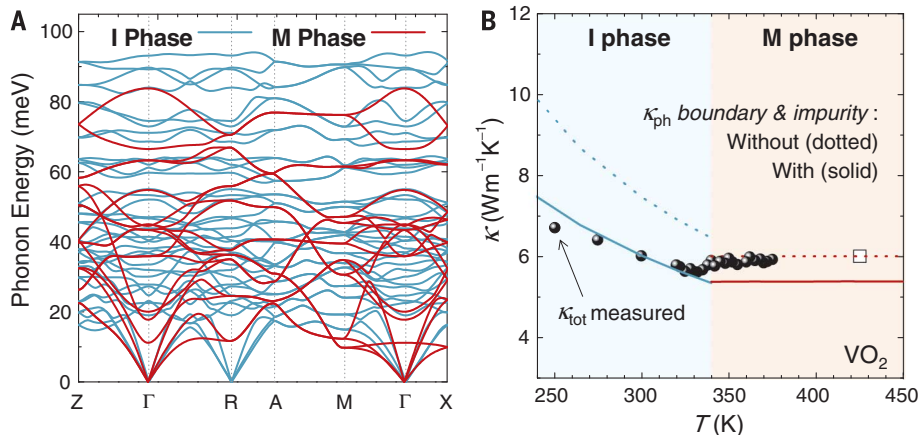 A
I Phase
M Phase
Phonon Energy (meV)
100
80
60
40
20
0
Z
Γ
R
A
M
Γ
X
B
I phase
M phase
κph boundary & impurity :
Without (dotted)
With (solid)
κtot measured
VO2
κ (Wm⁻¹K⁻¹)
12
10
8
6
4
250
300
350
400
450
T (K)